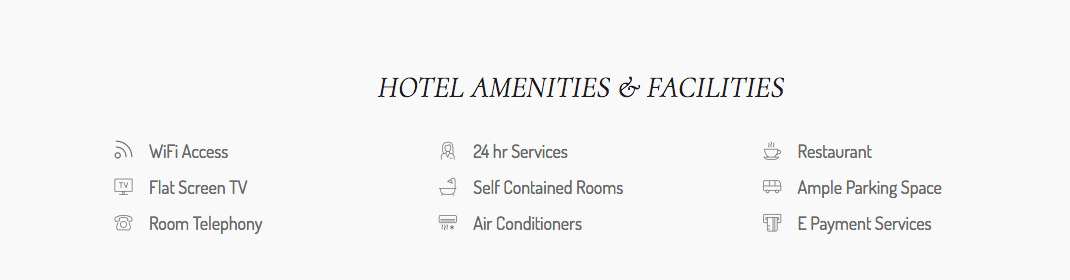 HOTEL AMENITIES & FACILITIES
WiFi Access
24 hr Services
Restaurant
TV
Flat Screen TV
Self Contained Rooms
Ample Parking Space
Room Telephony
Air Conditioners
E Payment Services